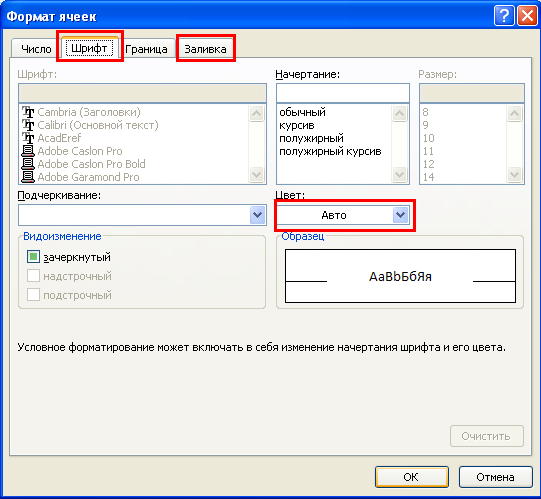 Формат ячеек
Число Шрифт Граница Заливка
Шрифт:
Cambria (Заголовки)
Calibri (Основной текст)
AcadEref
Adobe Caslon Pro
Adobe Caslon Pro Bold
Adobe Garamond Pro
Начертание:
обычный
курсив
полужирный
полужирный курсив
Размер:
8
9
10
11
12
14
Подчеркивание:
Цвет:
Авто
Видоизменение
зачеркнутый
надстрочный
подстрочный
Образец
АаВbБбЯя
Условное форматирование может включать в себя изменение начертания шрифта и его цвета.
Очистить
ОК
Отмена